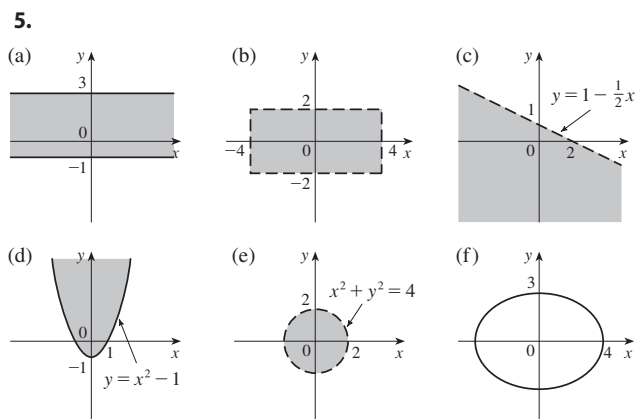 5.
(a) y 3 0 −1 x
(b) y 2 −4 0 4 x −2
(c) y y = 1 − 1/2 x 1 0 2 x
(d) y 0 −1 1 x y = x² − 1
(e) y x² + y² = 4 2 0 2 x
(f) y 3 0 4 x